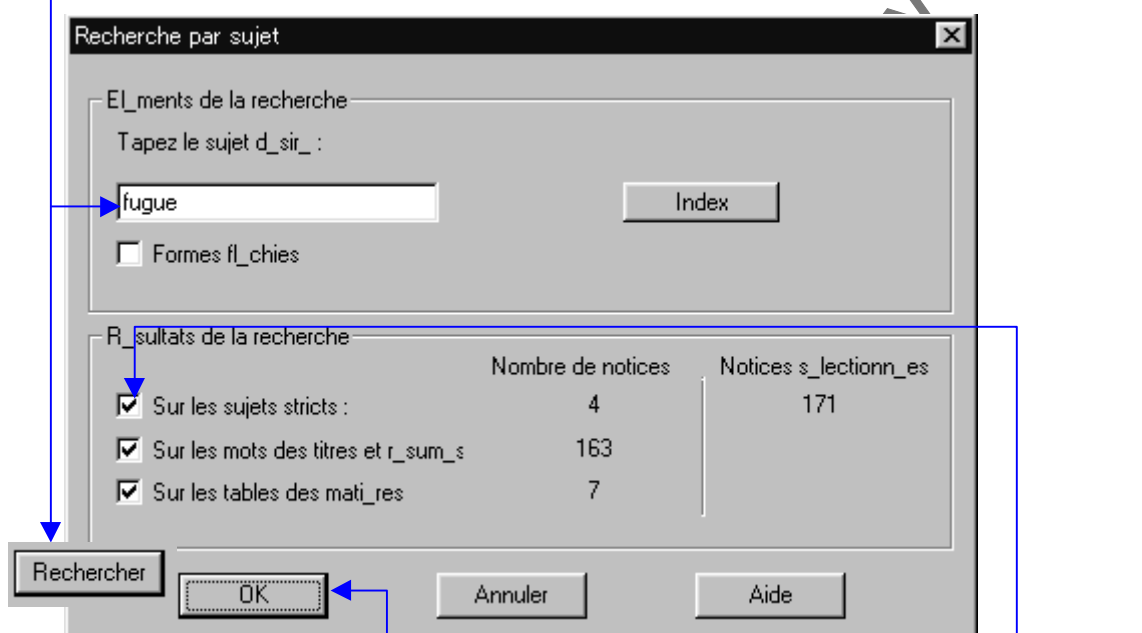 Recherche par sujet
El_ments de la recherche
Tapez le sujet d_sir_ :
fugue
Index
Formes fl_chies
R_sultats de la recherche
Nombre de notices Notices s_lectionn_es
Sur les sujets stricts : 4 171
Sur les mots des titres et r_sum_s 163
Sur les tables des mati_res 7
Rechercher
OK Annuler Aide